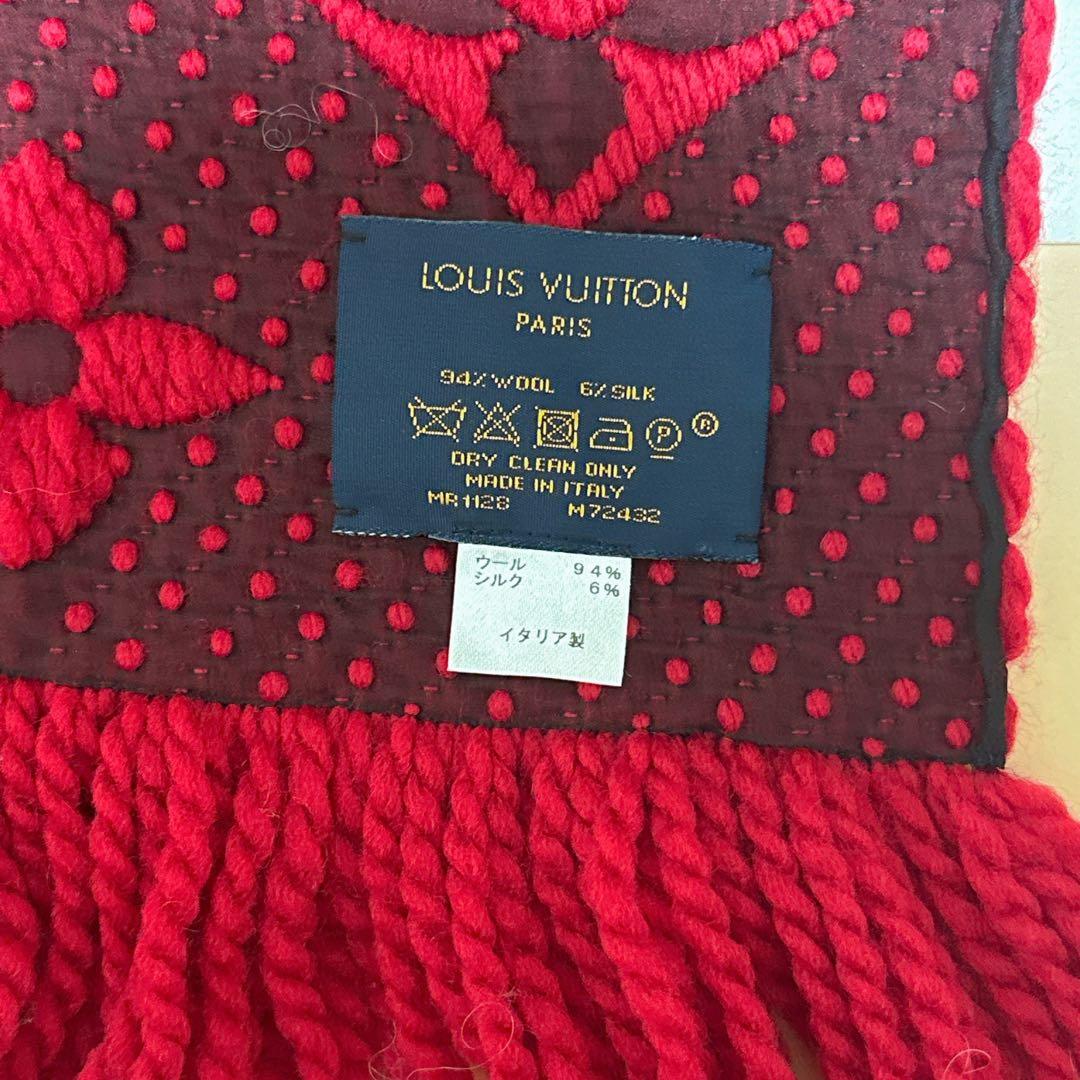 LOUIS VUITTON
PARIS
94% WOOL 6% SILK
P ®
DRY CLEAN ONLY
MADE IN ITALY
MR1128 M72432
ウール 94%
シルク 6%
イタリア製